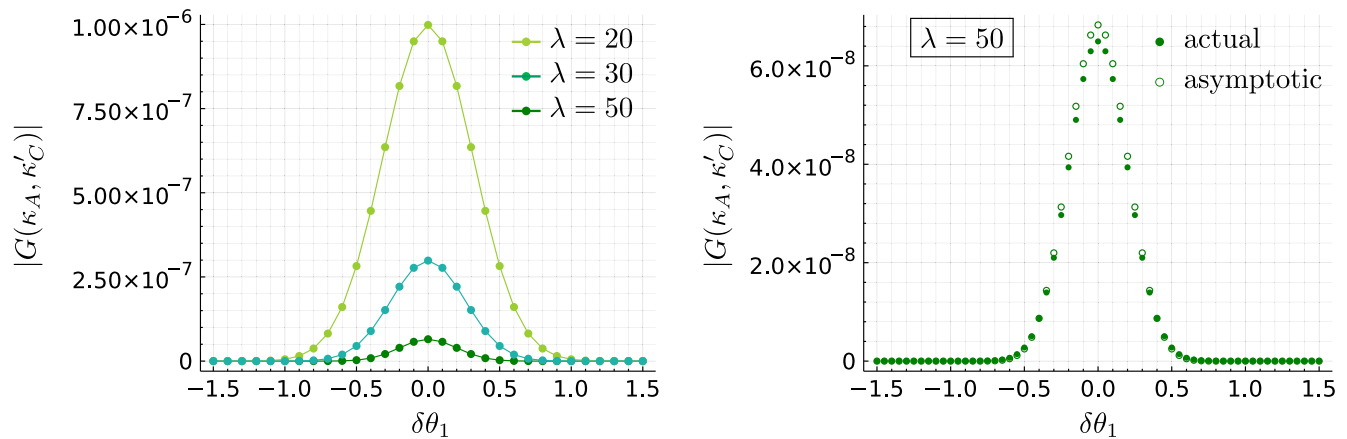 1.00×10⁻⁶
7.50×10⁻⁷
5.00×10⁻⁷
2.50×10⁻⁷
0
|G(κ_A, κ'_C)|
λ = 20
λ = 30
λ = 50
−1.5 −1.0 −0.5 0.0 0.5 1.0 1.5
δθ₁
6.0×10⁻⁸
4.0×10⁻⁸
2.0×10⁻⁸
0
|G(κ_A, κ'_C)|
λ = 50
actual
asymptotic
−1.5 −1.0 −0.5 0.0 0.5 1.0 1.5
δθ₁